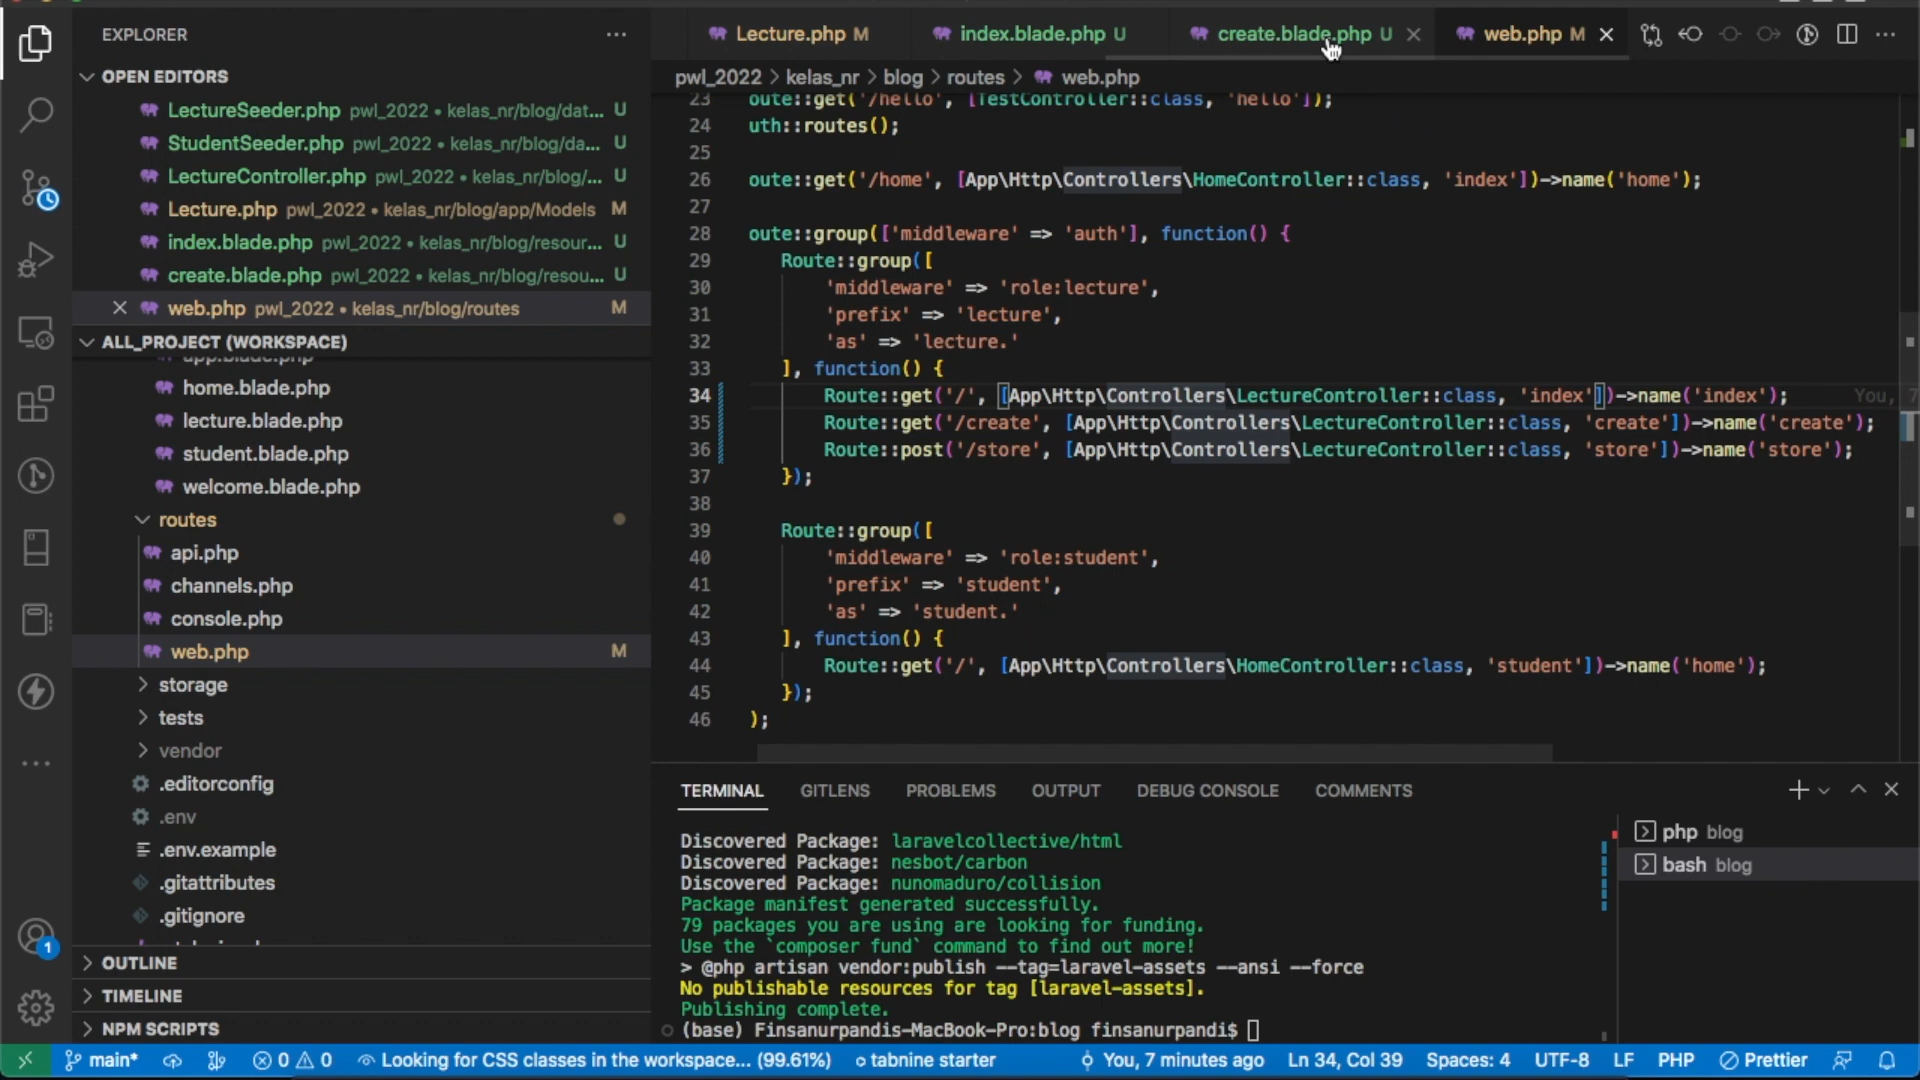 EXPLORER
Lecture.php M
index.blade.php U
create.blade.php U
web.php M
OPEN EDITORS
LectureSeeder.php pwl_2022 • kelas_nr/blog/dat... U
StudentSeeder.php pwl_2022 • kelas_nr/blog/da... U
LectureController.php pwl_2022 • kelas_nr/blog/... U
Lecture.php pwl_2022 • kelas_nr/blog/app/Models M
index.blade.php pwl_2022 • kelas_nr/blog/resour... U
create.blade.php pwl_2022 • kelas_nr/blog/resou... U
web.php pwl_2022 • kelas_nr/blog/routes M
ALL_PROJECT (WORKSPACE)
app.blade.php
home.blade.php
lecture.blade.php
student.blade.php
welcome.blade.php
routes
api.php
channels.php
console.php
web.php M
storage
tests
vendor
.editorconfig
.env
.env.example
.gitattributes
.gitignore
OUTLINE
TIMELINE
NPM SCRIPTS
pwl_2022 > kelas_nr > blog > routes > web.php
23 oute::get('/hello', [TestController::class, 'hello']);
24 uth::routes();
25
26 oute::get('/home', [App\Http\Controllers\HomeController::class, 'index'])->name('home');
27
28 oute::group(['middleware' => 'auth'], function() {
29 Route::group([
30 'middleware' => 'role:lecture',
31 'prefix' => 'lecture',
32 'as' => 'lecture.'
33 ], function() {
34 Route::get('/', [App\Http\Controllers\LectureController::class, 'index'])->name('index'); You, 7
35 Route::get('/create', [App\Http\Controllers\LectureController::class, 'create'])->name('create');
36 Route::post('/store', [App\Http\Controllers\LectureController::class, 'store'])->name('store');
37 });
38
39 Route::group([
40 'middleware' => 'role:student',
41 'prefix' => 'student',
42 'as' => 'student.'
43 ], function() {
44 Route::get('/', [App\Http\Controllers\HomeController::class, 'student'])->name('home');
45 });
46 );
TERMINAL GITLENS PROBLEMS OUTPUT DEBUG CONSOLE COMMENTS
Discovered Package: laravelcollective/html
Discovered Package: nesbot/carbon
Discovered Package: nunomaduro/collision
Package manifest generated successfully.
79 packages you are using are looking for funding.
Use the `composer fund` command to find out more!
> @php artisan vendor:publish --tag=laravel-assets --ansi --force
No publishable resources for tag [laravel-assets].
Publishing complete.
(base) Finsanurpandis-MacBook-Pro:blog finsanurpandi$
php blog
bash blog
1
main* 0 0 Looking for CSS classes in the workspace... (99.61%) tabnine starter You, 7 minutes ago Ln 34, Col 39 Spaces: 4 UTF-8 LF PHP Prettier